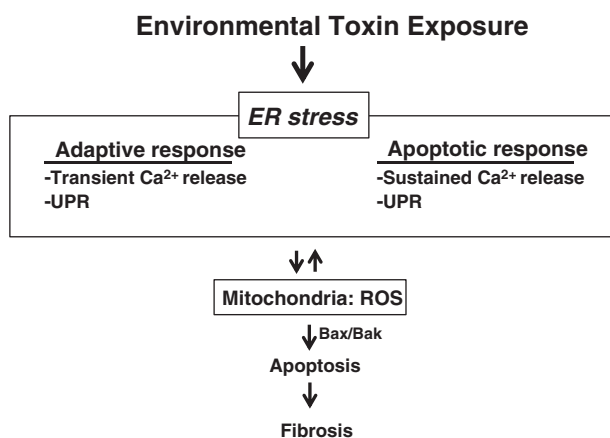 Environmental Toxin Exposure
ER stress
Adaptive response
-Transient Ca²⁺ release
-UPR
Apoptotic response
-Sustained Ca²⁺ release
-UPR
Mitochondria: ROS
Bax/Bak
Apoptosis
Fibrosis